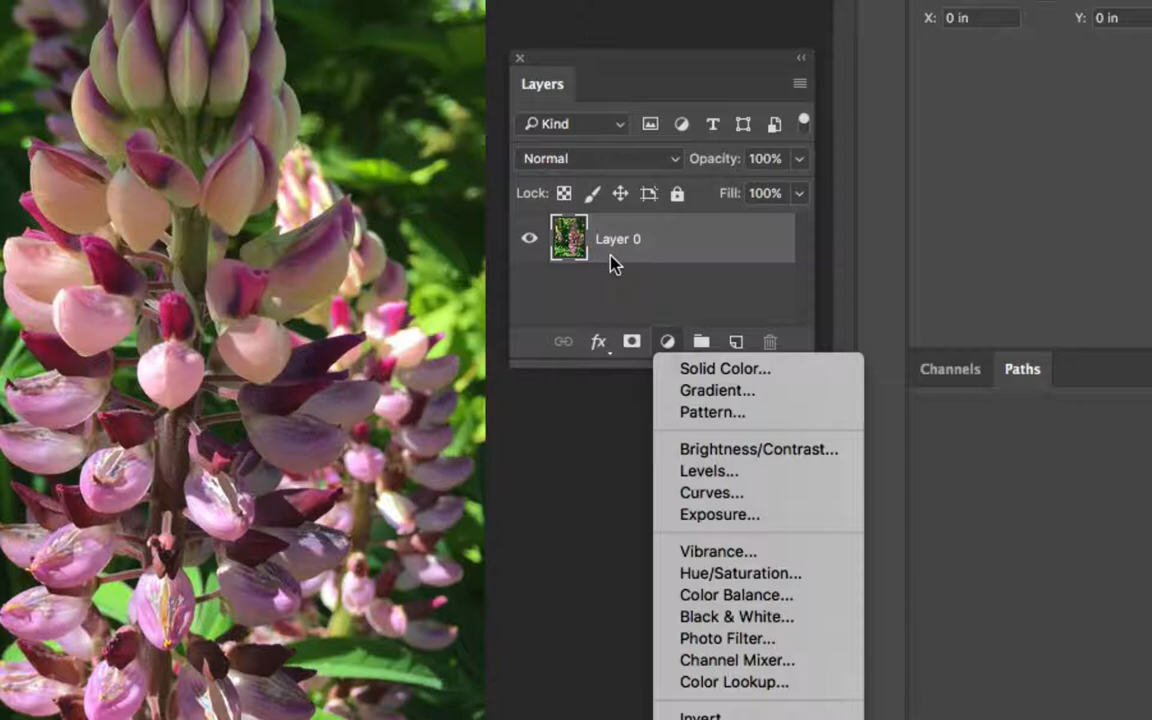 X: 0 in Y: 0 in
Layers
Kind
Normal Opacity: 100%
Lock: Fill: 100%
Layer 0
fx
Solid Color...
Gradient...
Pattern...
Brightness/Contrast...
Levels...
Curves...
Exposure...
Vibrance...
Hue/Saturation...
Color Balance...
Black & White...
Photo Filter...
Channel Mixer...
Color Lookup...
Invert
Channels Paths